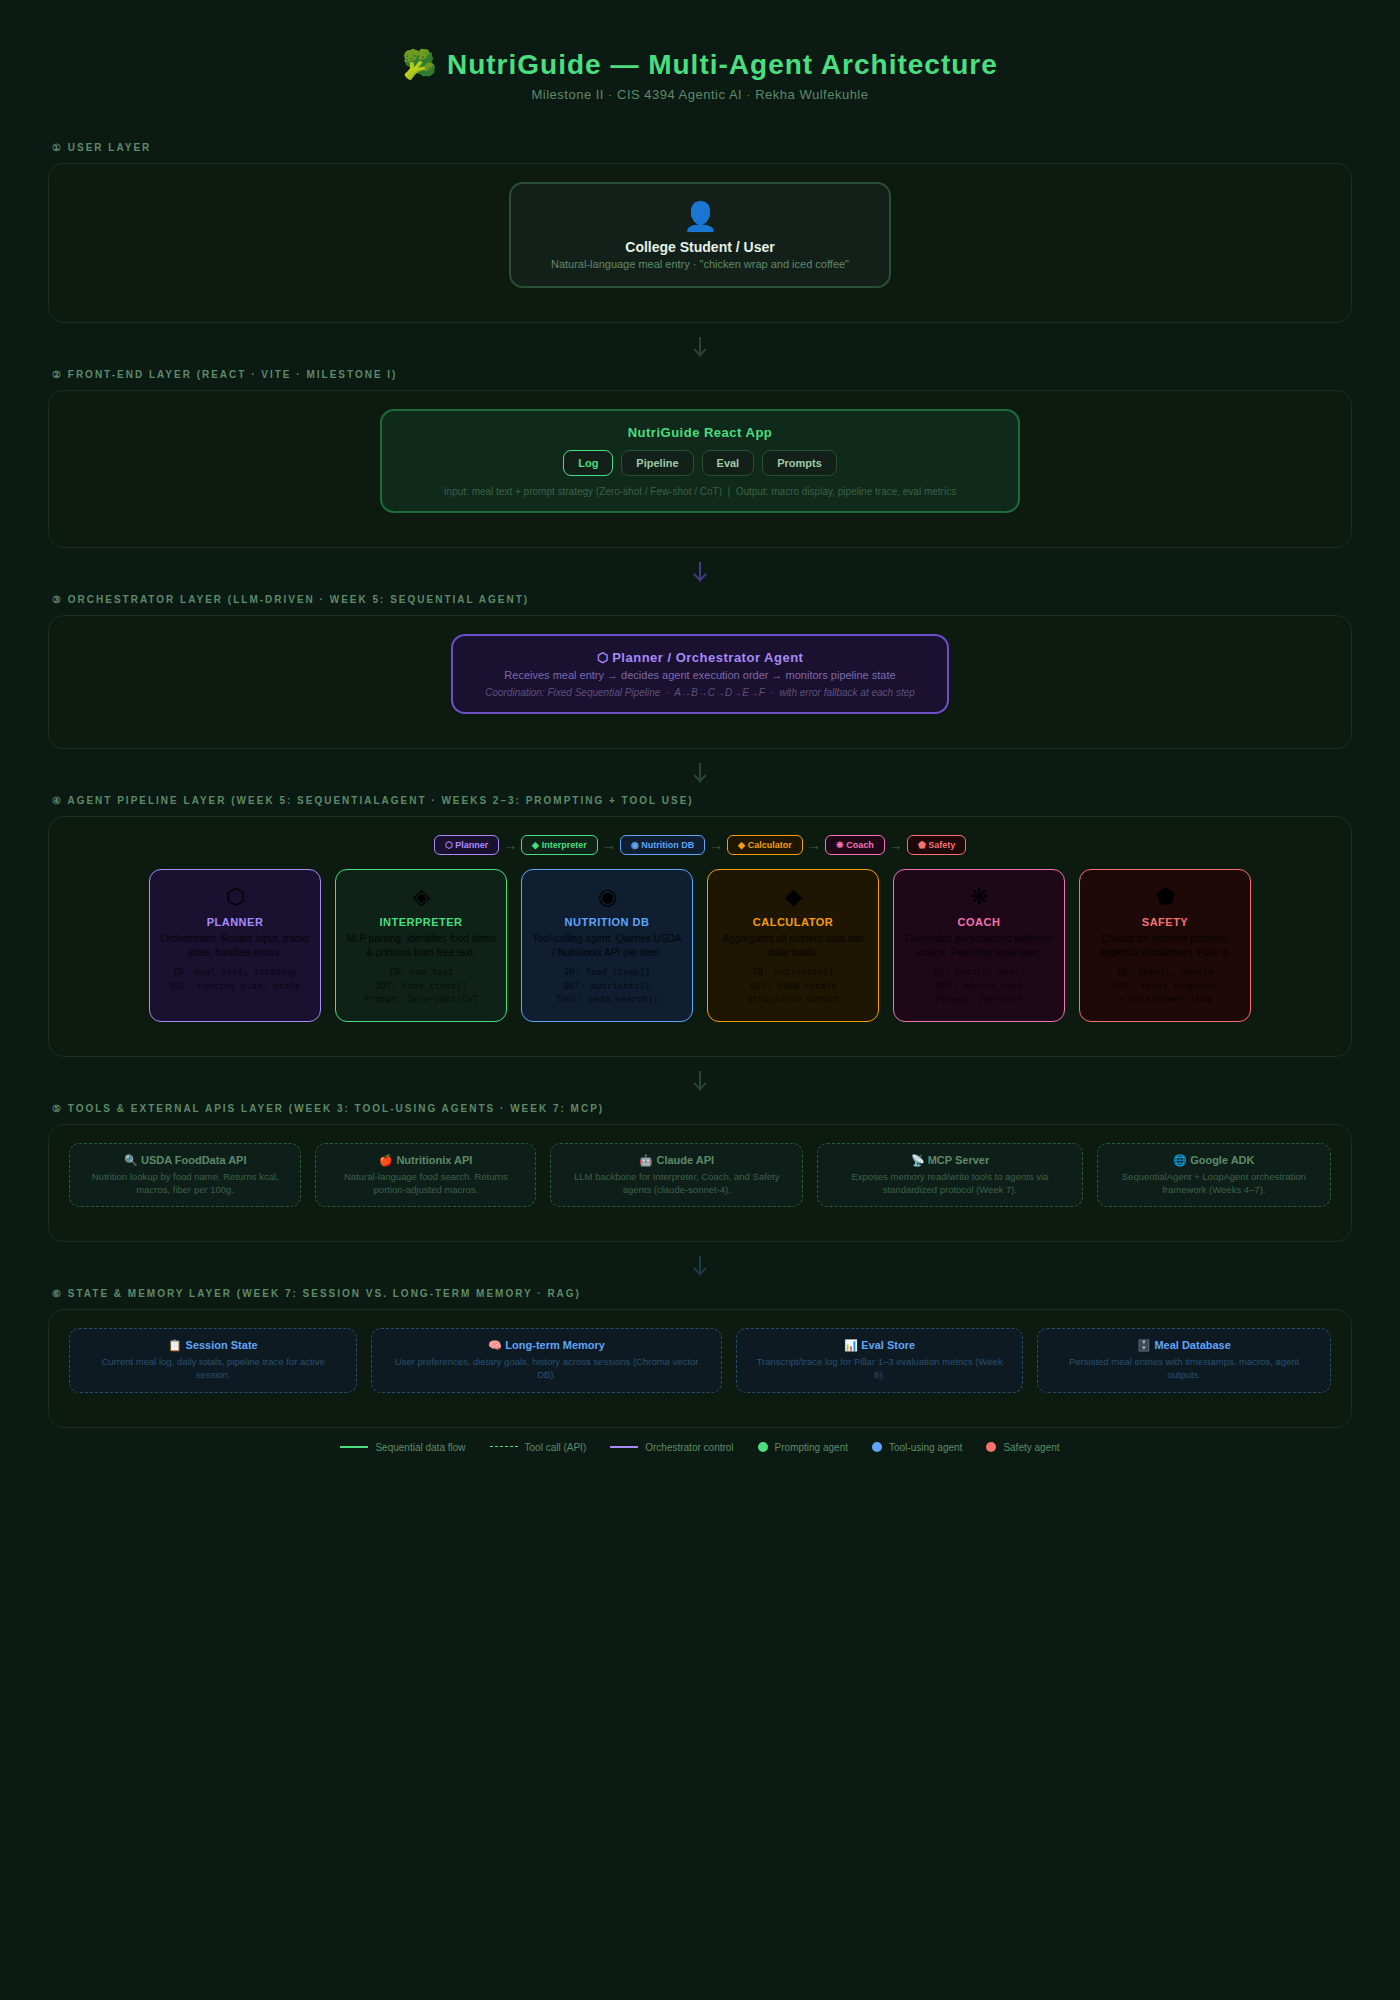 🥦 NutriGuide — Multi-Agent Architecture
Milestone II · CIS 4394 Agentic AI · Rekha Wulfekuhle
① USER LAYER
College Student / User
Natural-language meal entry · "chicken wrap and iced coffee"
② FRONT-END LAYER (REACT · VITE · MILESTONE I)
NutriGuide React App
Log Pipeline Eval Prompts
Input: meal text + prompt strategy (Zero-shot / Few-shot / CoT) | Output: macro display, pipeline trace, eval metrics
③ ORCHESTRATOR LAYER (LLM-DRIVEN · WEEK 5: SEQUENTIAL AGENT)
⬡ Planner / Orchestrator Agent
Receives meal entry → decides agent execution order → monitors pipeline state
Coordination: Fixed Sequential Pipeline · A→B→C→D→E→F · with error fallback at each step
④ AGENT PIPELINE LAYER (WEEK 5: SEQUENTIALAGENT · WEEKS 2–3: PROMPTING + TOOL USE)
⬡ Planner → ◈ Interpreter → ◉ Nutrition DB → ◆ Calculator → ❋ Coach → ⬟ Safety
PLANNER
Orchestrator. Routes input, tracks
state, handles errors.
IN: meal text, strategy
OUT: routing plan, state
INTERPRETER
NLP parsing. Identifies food items
& portions from free text.
IN: raw text
OUT: food_items[]
Prompt: Zero-shot/CoT
NUTRITION DB
Tool-calling agent. Queries USDA
/ Nutritionix API per item.
IN: food_items[]
OUT: nutrients{}
Tool: usda_search()
CALCULATOR
Aggregates all nutrient data into
daily totals.
IN: nutrients{}
OUT: JSON totals
Structured output
COACH
Generates personalized wellness
advice. Few-shot style spec.
IN: totals, goals
OUT: advice text
Prompt: Few-shot
SAFETY
Checks for extreme patterns.
Appends disclaimers. Pillar 3.
IN: totals, advice
OUT: final response
+ disclaimer flag
⑤ TOOLS & EXTERNAL APIS LAYER (WEEK 3: TOOL-USING AGENTS · WEEK 7: MCP)
🔍 USDA FoodData API
Nutrition lookup by food name. Returns kcal,
macros, fiber per 100g.
🍎 Nutritionix API
Natural-language food search. Returns
portion-adjusted macros.
🤖 Claude API
LLM backbone for Interpreter, Coach, and Safety
agents (claude-sonnet-4).
📡 MCP Server
Exposes memory read/write tools to agents via
standardized protocol (Week 7).
🌐 Google ADK
SequentialAgent + LoopAgent orchestration
framework (Weeks 4–7).
⑥ STATE & MEMORY LAYER (WEEK 7: SESSION VS. LONG-TERM MEMORY · RAG)
📋 Session State
Current meal log, daily totals, pipeline trace for active
session.
🧠 Long-term Memory
User preferences, dietary goals, history across sessions (Chroma vector
DB).
📊 Eval Store
Transcript/trace log for Pillar 1–3 evaluation metrics (Week
8).
🗄️ Meal Database
Persisted meal entries with timestamps, macros, agent
outputs.
Sequential data flow Tool call (API) Orchestrator control Prompting agent Tool-using agent Safety agent